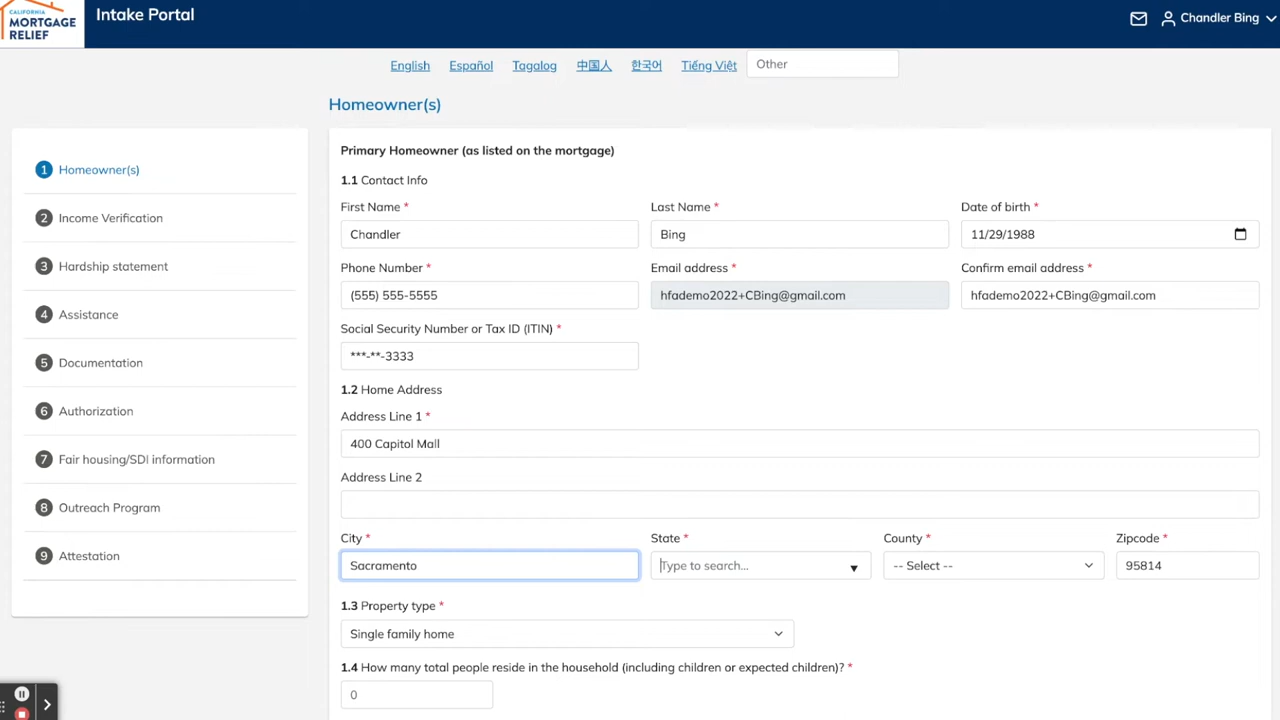 CALIFORNIA
MORTGAGE
RELIEF
Intake Portal
Chandler Bing
English Español Tagalog 中国人 한국어 Tiếng Việt Other
Homeowner(s)
1 Homeowner(s)
2 Income Verification
3 Hardship statement
4 Assistance
5 Documentation
6 Authorization
7 Fair housing/SDI information
8 Outreach Program
9 Attestation
Primary Homeowner (as listed on the mortgage)
1.1 Contact Info
First Name * Last Name * Date of birth *
Chandler Bing 11/29/1988
Phone Number * Email address * Confirm email address *
(555) 555-5555 hfademo2022+CBing@gmail.com hfademo2022+CBing@gmail.com
Social Security Number or Tax ID (ITIN) *
***-**-3333
1.2 Home Address
Address Line 1 *
400 Capitol Mall
Address Line 2
City * State * County * Zipcode *
Sacramento Type to search... -- Select -- 95814
1.3 Property type *
Single family home
1.4 How many total people reside in the household (including children or expected children)? *
0